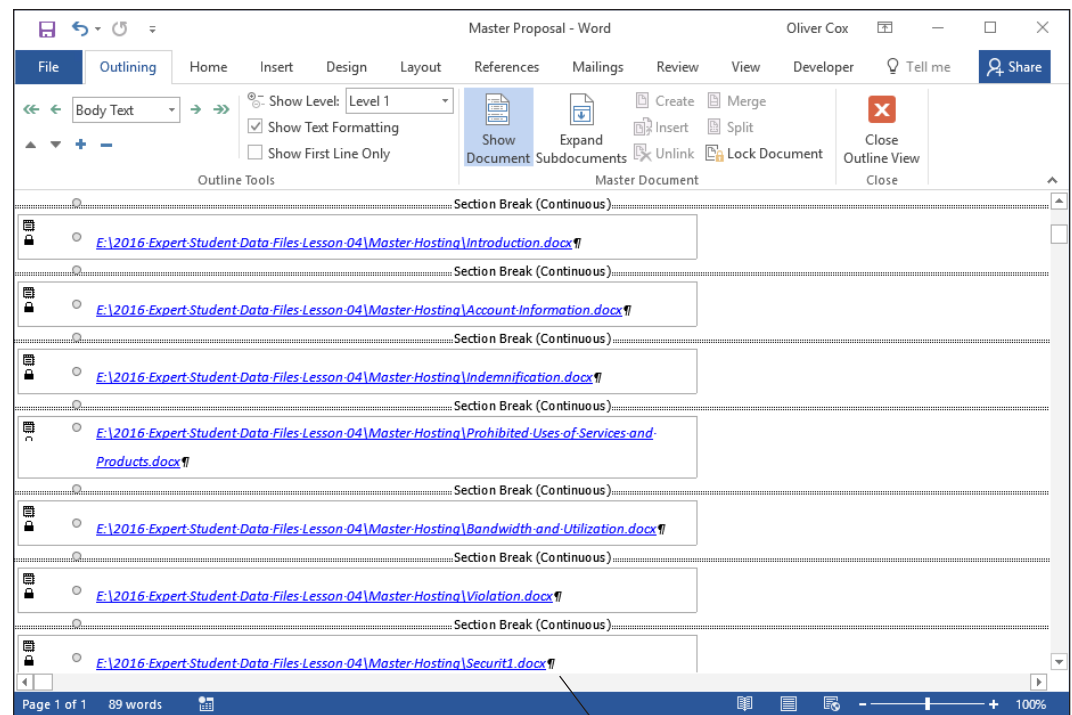 Master Proposal - Word
Oliver Cox
File
Outlining
Home
Insert
Design
Layout
References
Mailings
Review
View
Developer
Tell me
Share
Body Text
Show Level: Level 1
Show Text Formatting
Show First Line Only
Outline Tools
Show
Document
Expand
Subdocuments
Create
Insert
Unlink
Merge
Split
Lock Document
Master Document
Close
Outline View
Close
Section Break (Continuous)
E:\2016·Expert·Student·Data·Files·Lesson·04\Master·Hosting\Introduction.docx¶
Section Break (Continuous)
E:\2016·Expert·Student·Data·Files·Lesson·04\Master·Hosting\Account·Information.docx¶
Section Break (Continuous)
E:\2016·Expert·Student·Data·Files·Lesson·04\Master·Hosting\Indemnification.docx¶
Section Break (Continuous)
E:\2016·Expert·Student·Data·Files·Lesson·04\Master·Hosting\Prohibited·Uses·of·Services·and·
Products.docx¶
Section Break (Continuous)
E:\2016·Expert·Student·Data·Files·Lesson·04\Master·Hosting\Bandwidth·and·Utilization.docx¶
Section Break (Continuous)
E:\2016·Expert·Student·Data·Files·Lesson·04\Master·Hosting\Violation.docx¶
Section Break (Continuous)
E:\2016·Expert·Student·Data·Files·Lesson·04\Master·Hosting\Securit1.docx¶
Page 1 of 1
89 words
100%